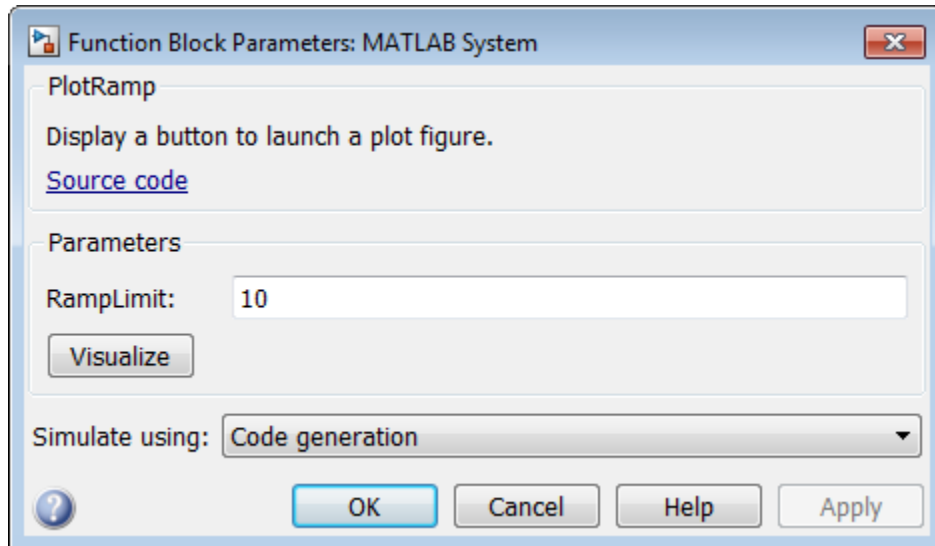 Function Block Parameters: MATLAB System
PlotRamp
Display a button to launch a plot figure.
Source code
Parameters
RampLimit: 10
Visualize
Simulate using: Code generation
? OK Cancel Help Apply